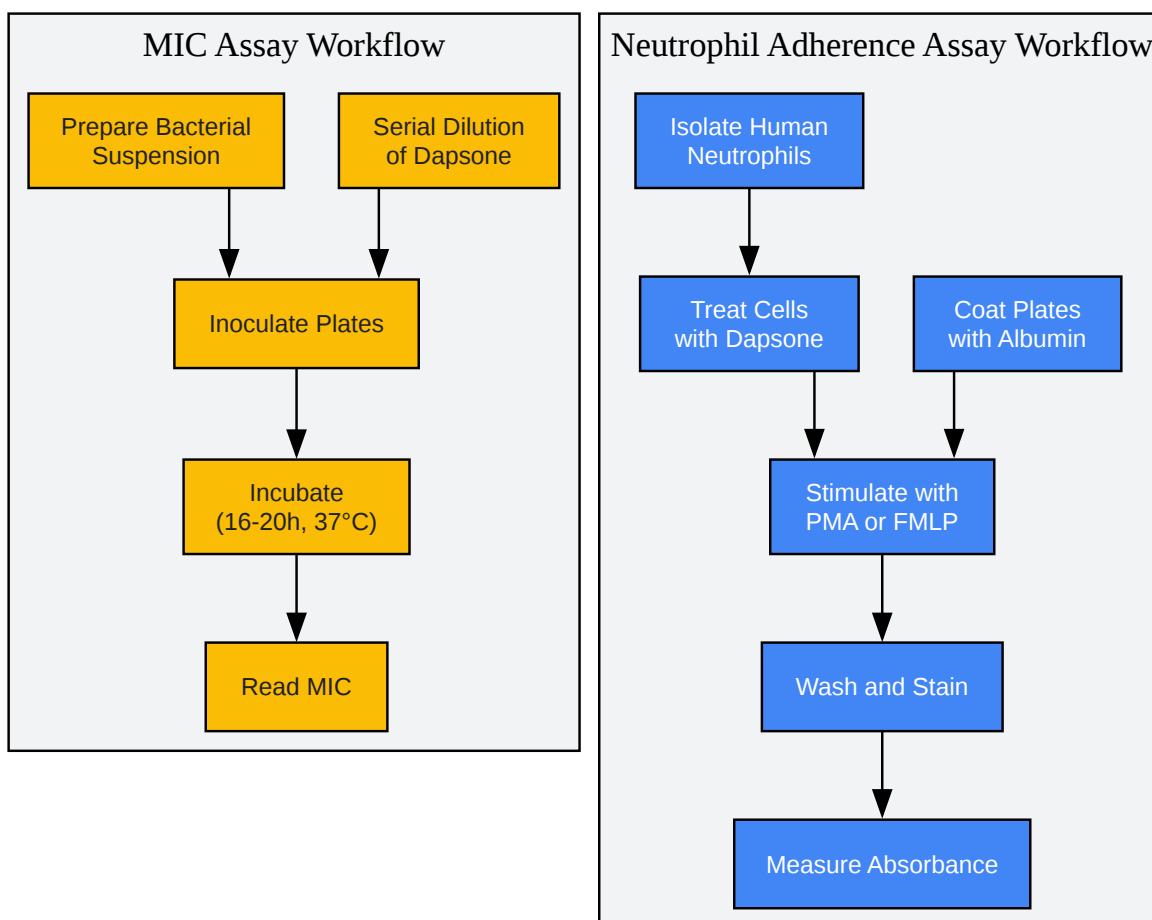 MIC Assay Workflow
Prepare Bacterial
Suspension
Serial Dilution
of Dapsone
Inoculate Plates
Incubate
(16-20h, 37°C)
Read MIC
Neutrophil Adherence Assay Workflow
Isolate Human
Neutrophils
Treat Cells
with Dapsone
Coat Plates
with Albumin
Stimulate with
PMA or FMLP
Wash and Stain
Measure Absorbance